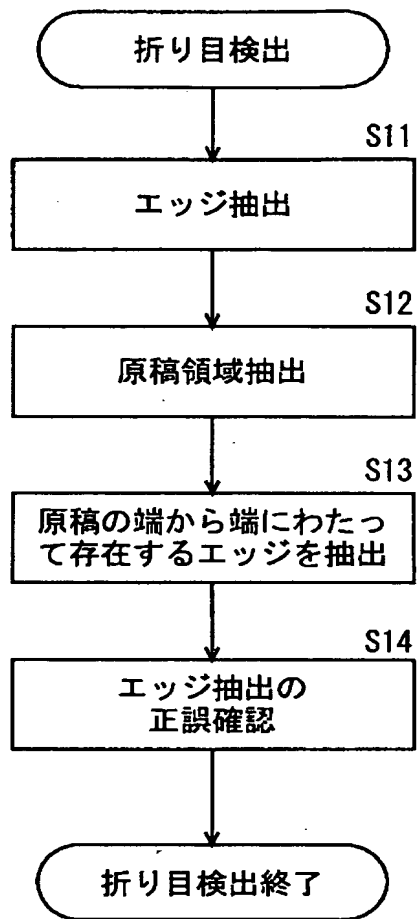 折り目検出
S11
エッジ抽出
S12
原稿領域抽出
S13
原稿の端から端にわたっ
て存在するエッジを抽出
S14
エッジ抽出の
正誤確認
折り目検出終了